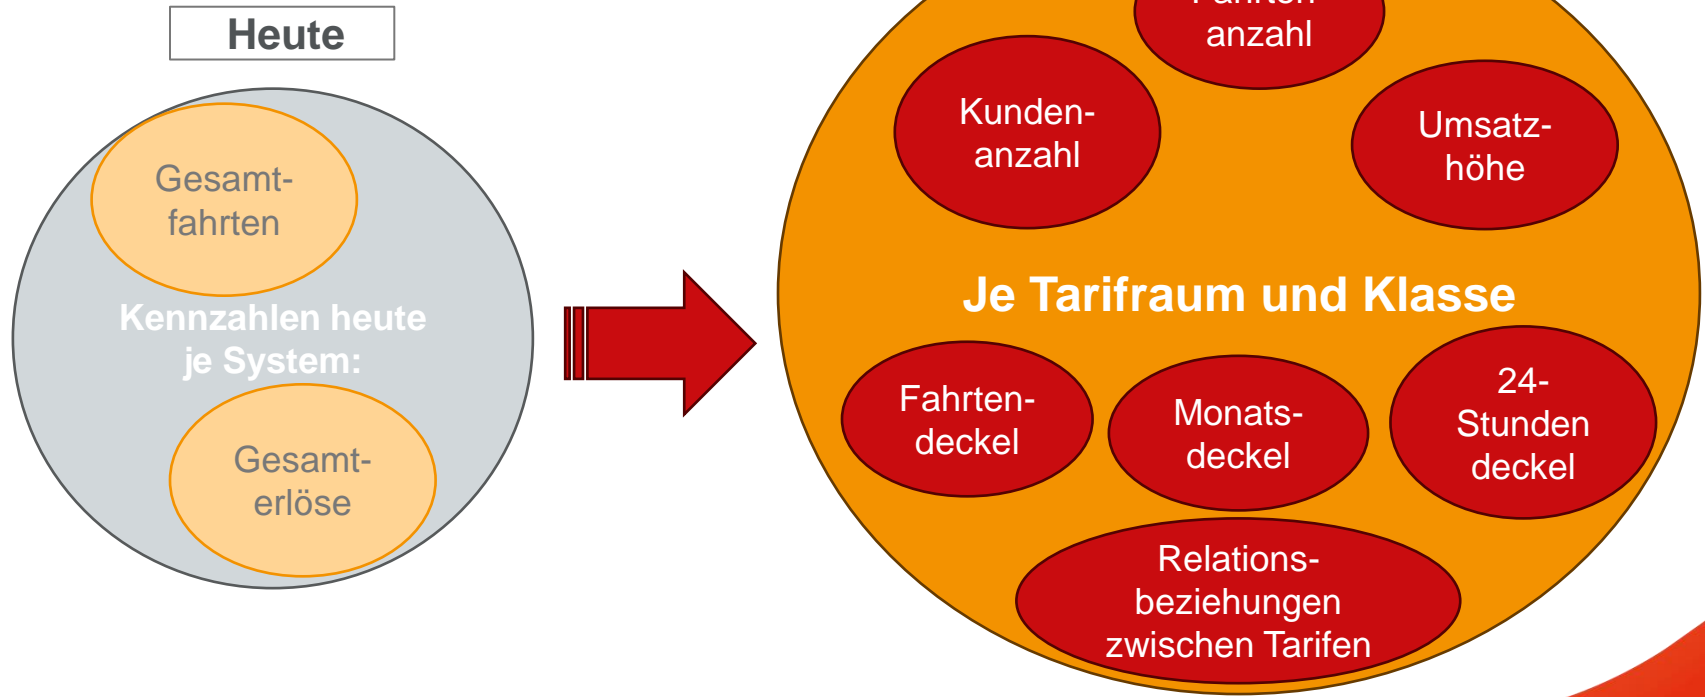 Heute
Gesamt-
fahrten
Kennzahlen heute
je System:
Gesamt-
erlöse
anzahl
Kunden-
anzahl
Umsatz-
höhe
Je Tarifraum und Klasse
Fahrten-
deckel
Monats-
deckel
24-
Stunden
deckel
Relations-
beziehungen
zwischen Tarifen